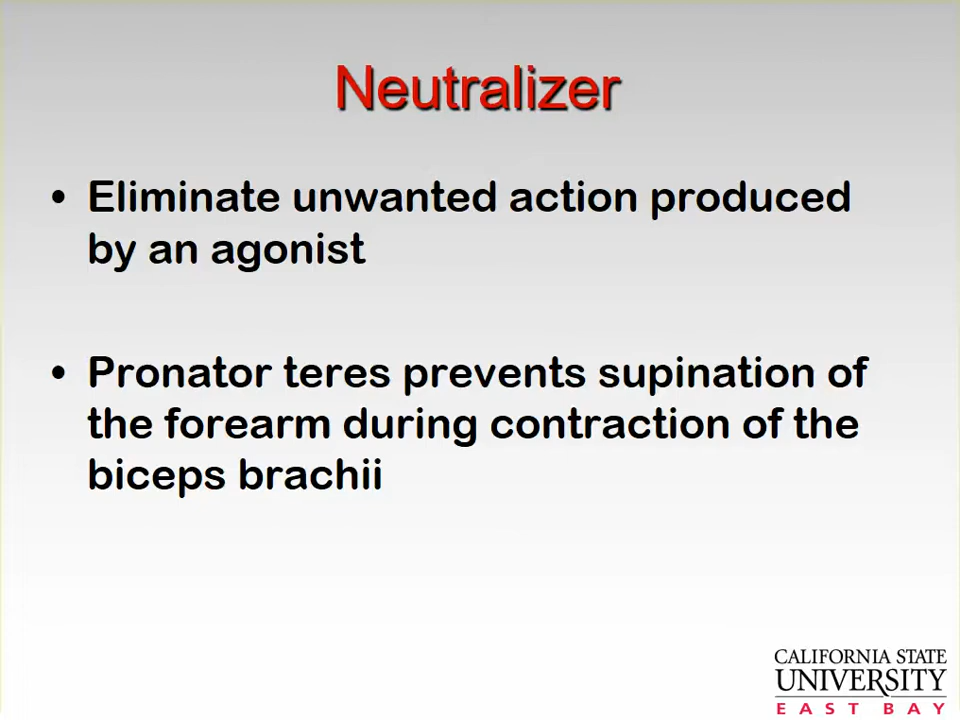 Neutralizer
• Eliminate unwanted action produced
by an agonist
• Pronator teres prevents supination of
the forearm during contraction of the
biceps brachii
CALIFORNIA STATE
UNIVERSITY
EAST BAY